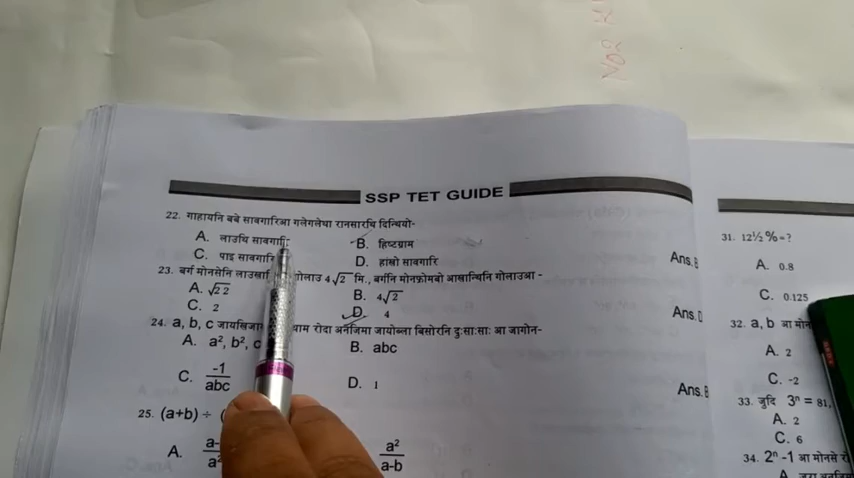 SSP TET GUIDE
22. गाहायनि बबे सावगारिआ गलेगलेथा रानसारथि दिन्थियो-
A. लाउथि सावगारि
B. हिष्टग्राम
C. पाइ सावगारि
D. हांखो सावगारि
Ans.B
23. बर्ग मोनसेनि लाउखा गोलाउ 4√2 मि., बर्गनि मोनफ्रोमबो आखान्थिनि गोलाउआ -
A. √22
B. 4√2
C. 2
D. 4
Ans.D
24. a, b, c जायखिजा रोदा अनजिमा जायोब्ला बिसोरनि दुःसाःसाः आ जागोन-
A. a², b², c
B. abc
C. -1/abc
D. 1
Ans.B
25. (a+b) ÷
A.
a²/a-b
31. 12½ %=?
A. 0.8
C. 0.125
32. a, b आ मोन
A. 2
C. -2
33. जुदि 3ⁿ = 81,
A. 2
C. 6
34. 2ⁿ -1 आ मोनसे
A.